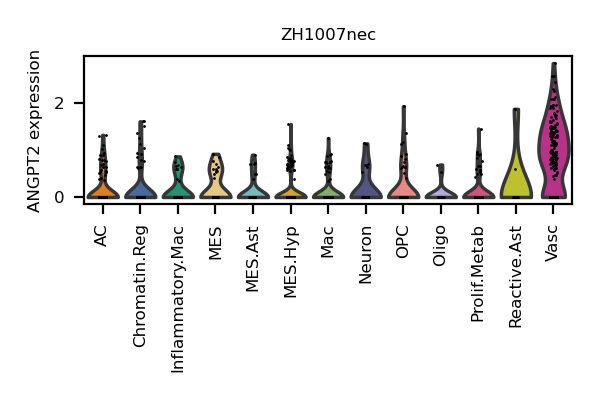 ZH1007nec
ANGPT2 expression
2
0
AC
Chromatin.Reg
Inflammatory.Mac
MES
MES.Ast
MES.Hyp
Mac
Neuron
OPC
Oligo
Prolif.Metab
Reactive.Ast
Vasc